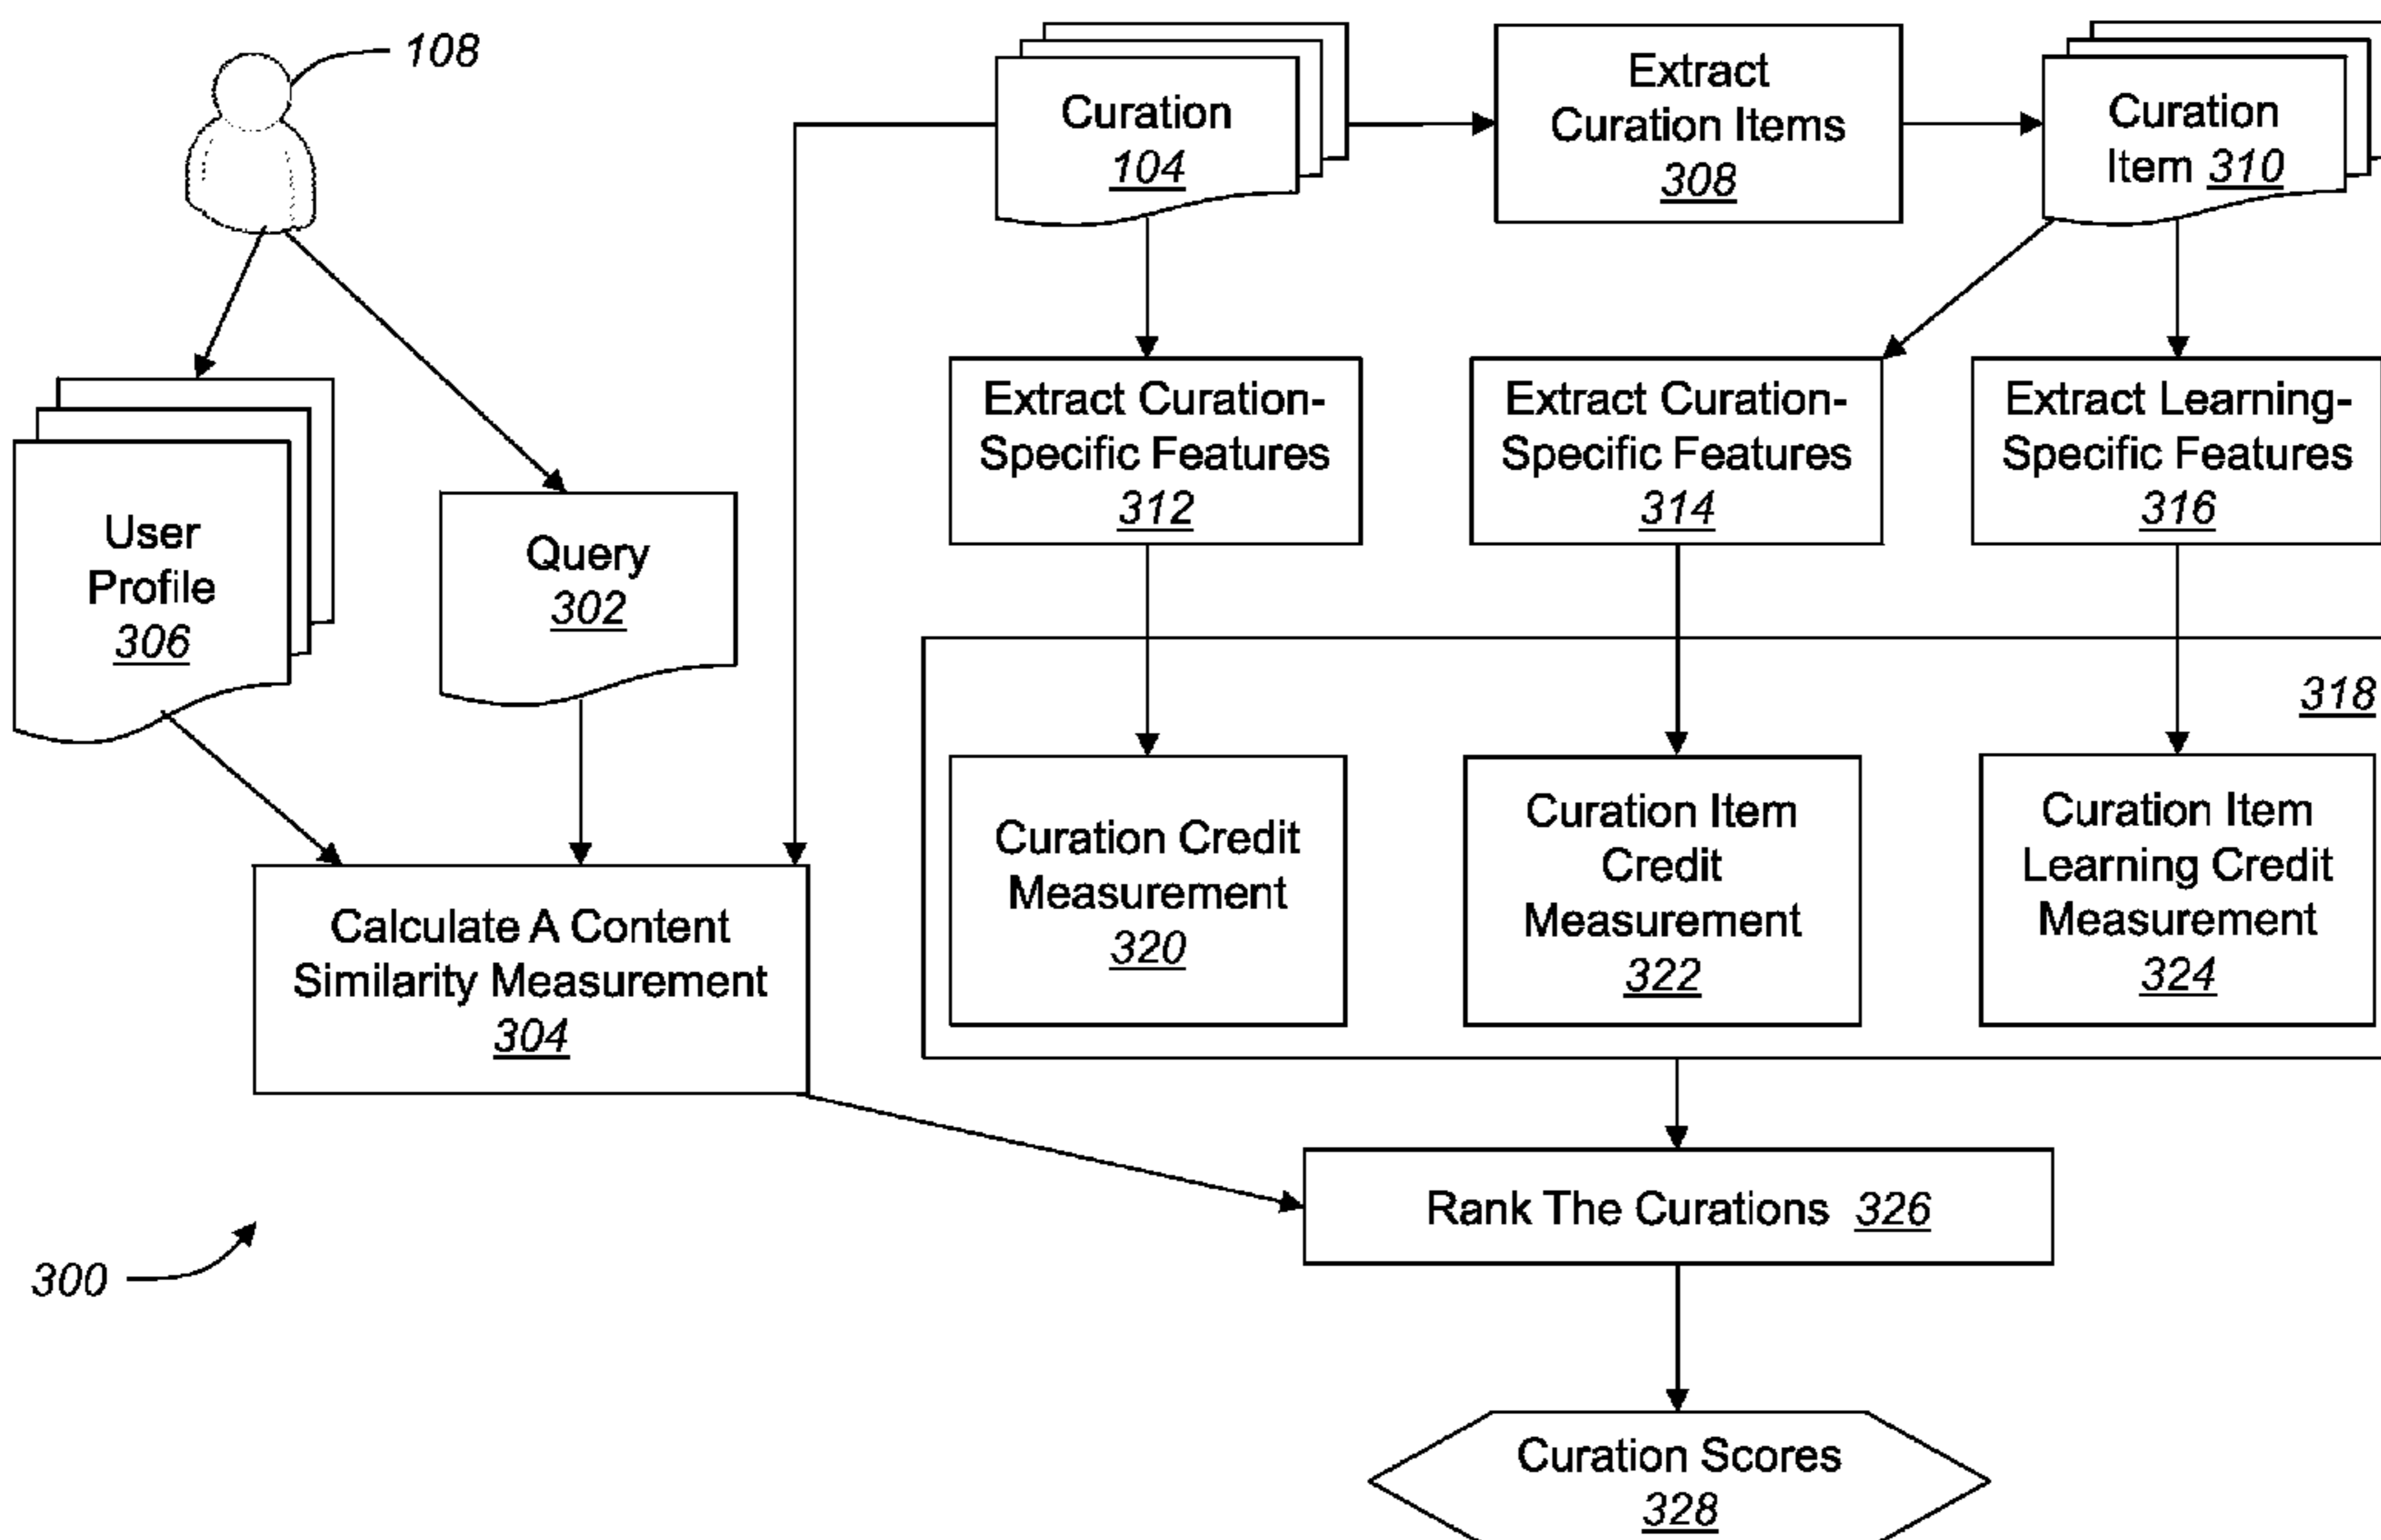 108
Curation
104
Extract
Curation Items
308
Curation
Item 310
User
Profile
306
Query
302
Extract Curation-
Specific Features
312
Extract Curation-
Specific Features
314
Extract Learning-
Specific Features
316
318
Curation Credit
Measurement
320
Curation Item
Credit
Measurement
322
Curation Item
Learning Credit
Measurement
324
Calculate A Content
Similarity Measurement
304
Rank The Curations 326
300
Curation Scores
328